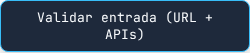 Validar entrada (URL +
APIs)